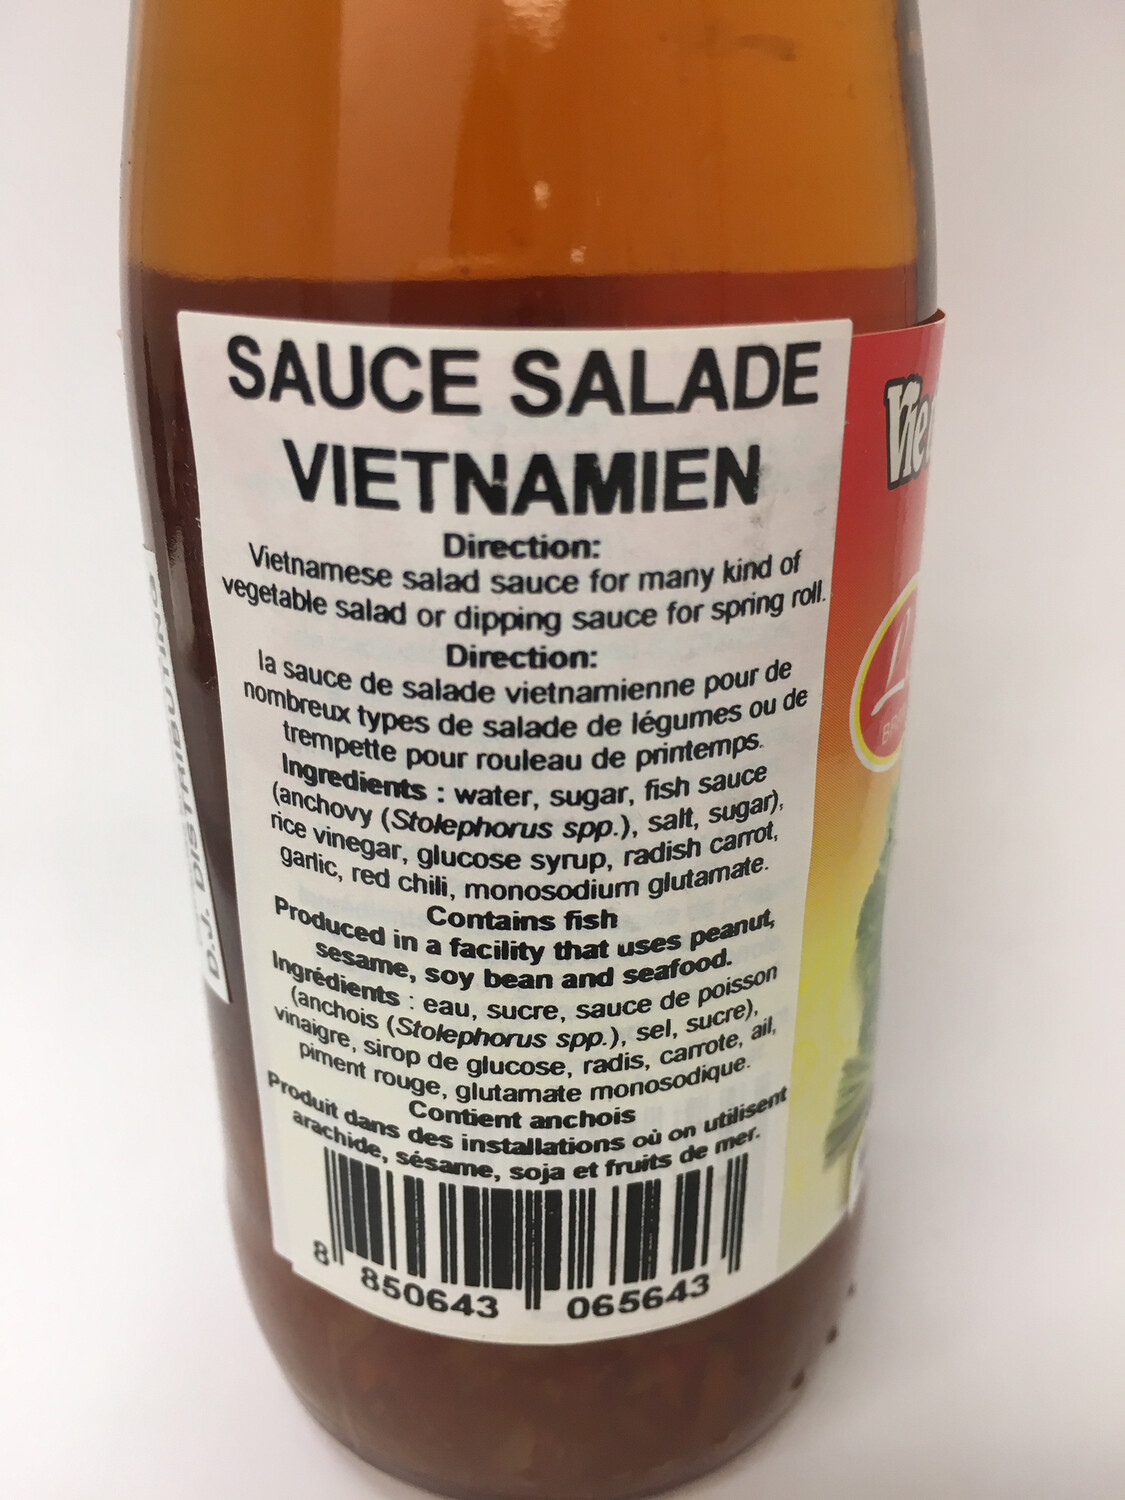 SAUCE SALADE
VIETNAMIEN
Direction:
Vietnamese salad sauce for many kind of
vegetable salad or dipping sauce for spring roll.
Direction:
la sauce de salade vietnamienne pour de
nombreux types de salade de légumes ou de
trempette pour rouleau de printemps.
Ingredients : water, sugar, fish sauce
(anchovy (Stolephorus spp.), salt, sugar),
rice vinegar, glucose syrup, radish carrot,
garlic, red chili, monosodium glutamate.
Contains fish
Produced in a facility that uses peanut,
sesame, soy bean and seafood.
Ingrédients : eau, sucre, sauce de poisson
(anchois (Stolephorus spp.), sel, sucre),
vinaigre, sirop de glucose, radis, carrote, ail,
piment rouge, glutamate monosodique.
Contient anchois
Produit dans des installations où on utilisent
arachide, sésame, soja et fruits de mer.
8 850643 065643